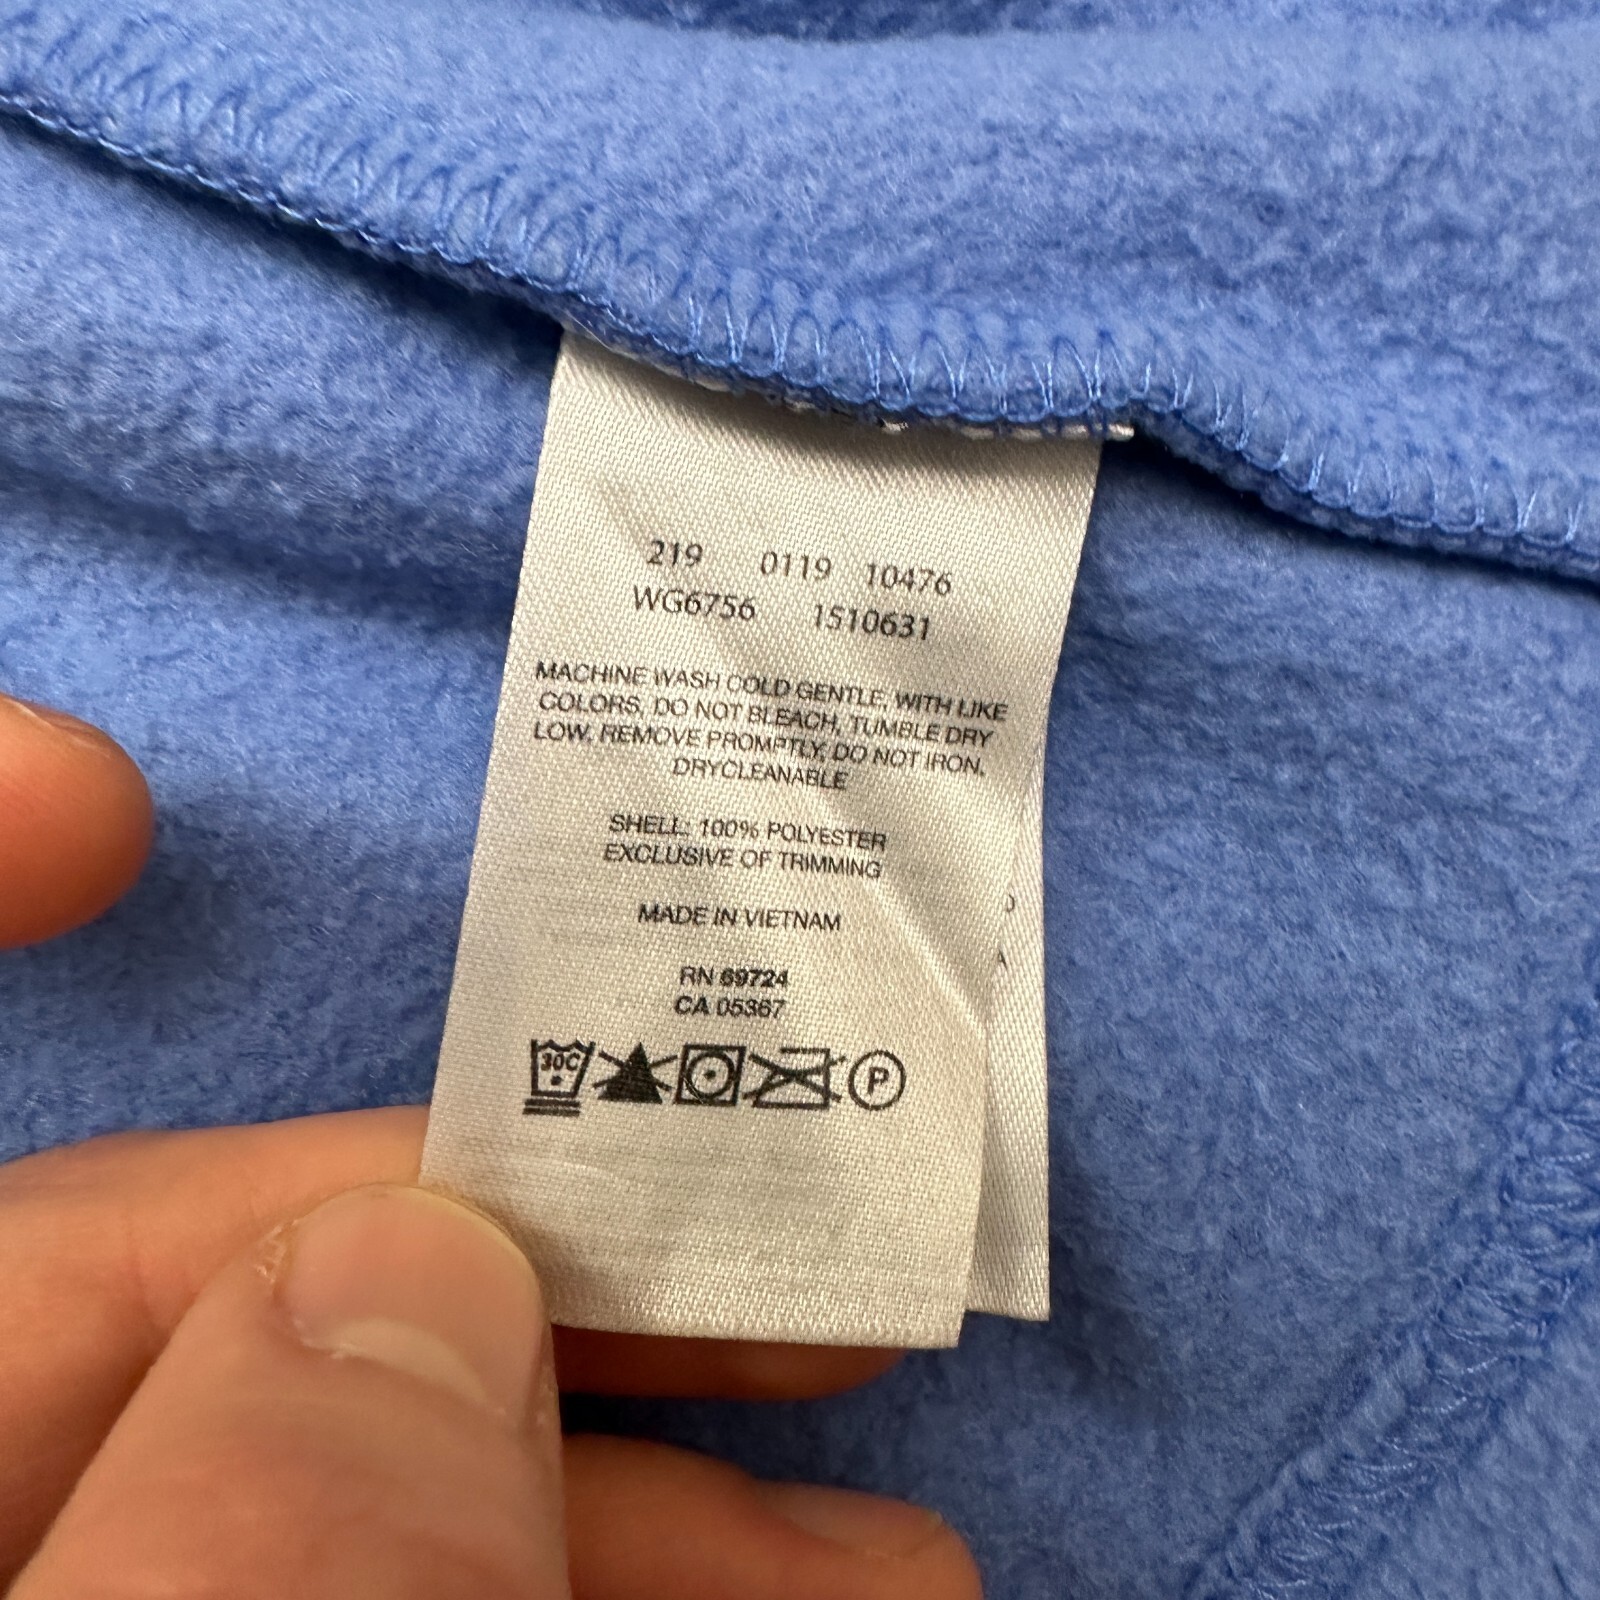 219 0119 10476
WG6756 1510631
MACHINE WASH COLD GENTLE, WITH LIKE
COLORS, DO NOT BLEACH, TUMBLE DRY
LOW, REMOVE PROMPTLY, DO NOT IRON,
DRYCLEANABLE
SHELL: 100% POLYESTER
EXCLUSIVE OF TRIMMING
MADE IN VIETNAM
RN 69724
CA 05367
30C P